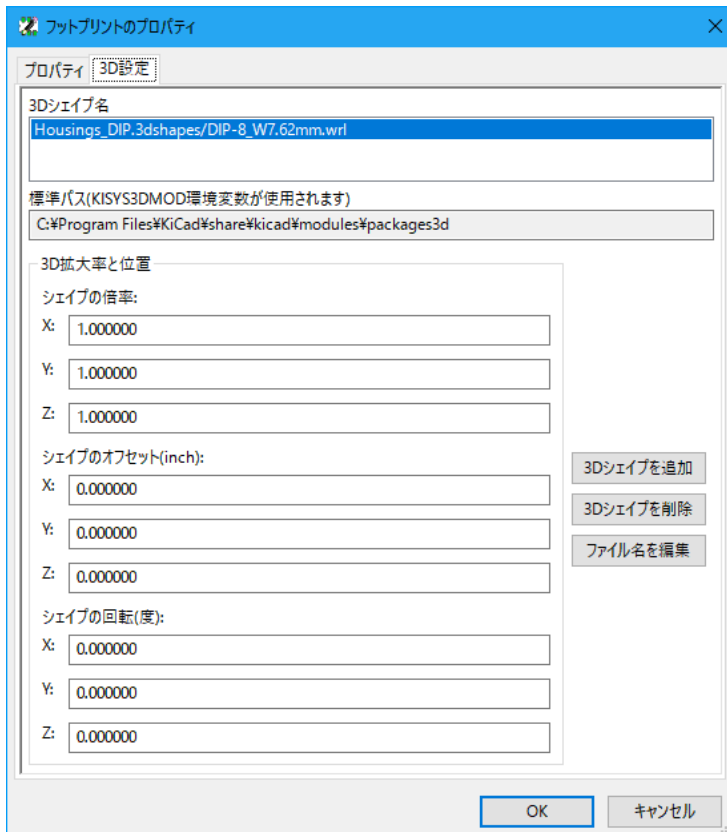 フットプリントのプロパティ
プロパティ 3D設定
3Dシェイプ名
Housings_DIP.3dshapes/DIP-8_W7.62mm.wrl
標準パス(KISYS3DMOD環境変数が使用されます)
C:¥Program Files¥KiCad¥share¥kicad¥modules¥packages3d
3D拡大率と位置
シェイプの倍率:
X: 1.000000
Y: 1.000000
Z: 1.000000
シェイプのオフセット(inch):
X: 0.000000
Y: 0.000000
Z: 0.000000
シェイプの回転(度):
X: 0.000000
Y: 0.000000
Z: 0.000000
3Dシェイプを追加
3Dシェイプを削除
ファイル名を編集
OK キャンセル